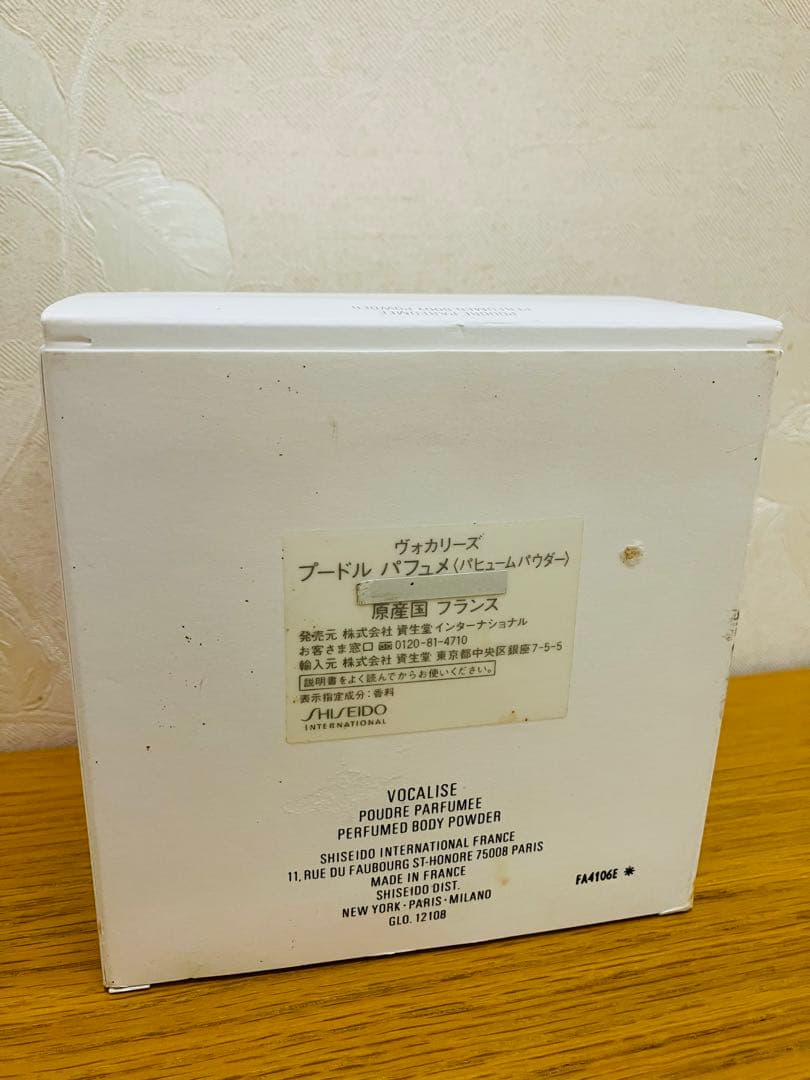 POUDRE PARFUMEE
PERFUMED BODY POWDER
ヴォカリーズ
プードル パフュメ〈パヒュームパウダー〉
原産国 フランス
発売元 株式会社 資生堂インターナショナル
お客さま窓口 0120-81-4710
輸入元 株式会社 資生堂 東京都中央区銀座7-5-5
説明書をよく読んでからお使いください。
表示指定成分：香料
SHISEIDO
INTERNATIONAL
VOCALISE
POUDRE PARFUMEE
PERFUMED BODY POWDER
SHISEIDO INTERNATIONAL FRANCE
11, RUE DU FAUBOURG ST-HONORE 75008 PARIS
MADE IN FRANCE
SHISEIDO DIST.
NEW YORK・PARIS・MILANO
GLO. 12108
FA4106E ✳